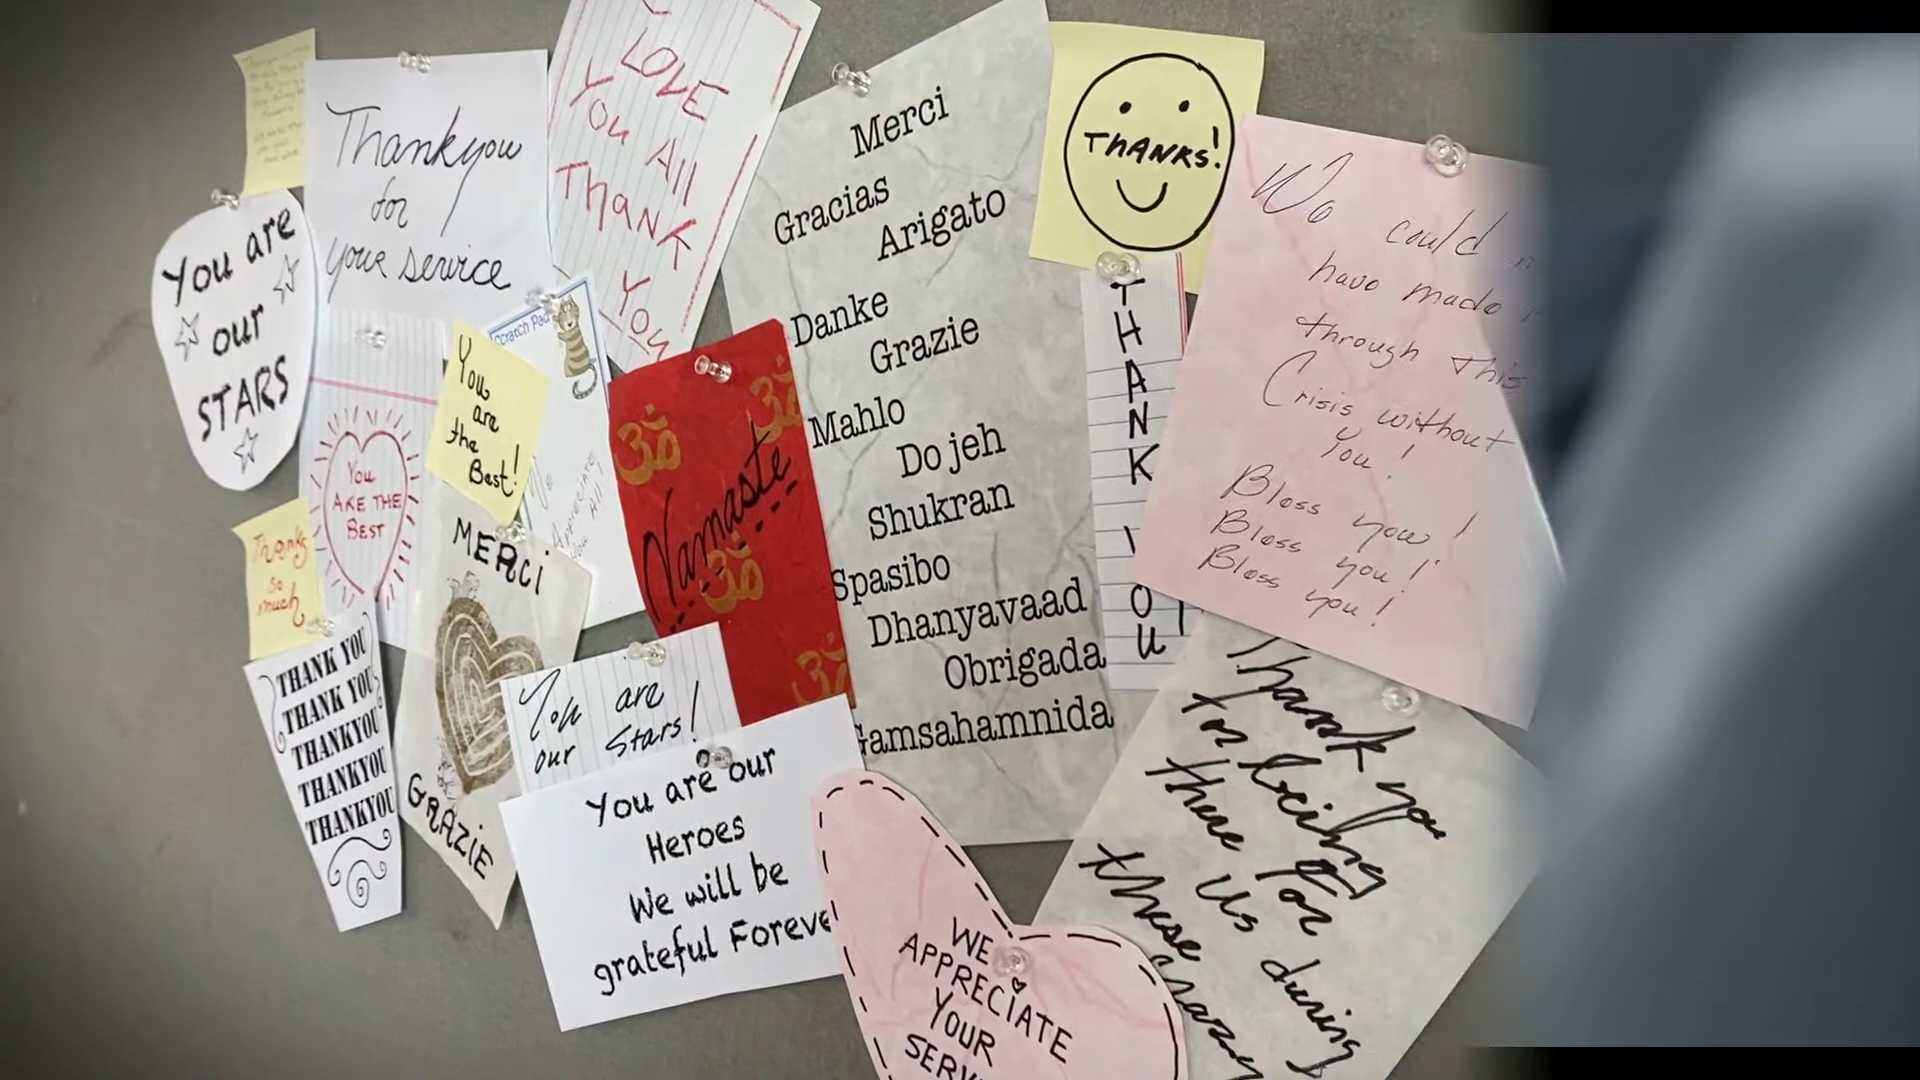 Thankyou
for
your service
I
LOVE
You All
THANK
You
Merci
Gracias
Arigato
Danke
Grazie
Mahlo
Do jeh
Shukran
Spasibo
Dhanyavaad
Obrigada
Gamsahamnida
THANKS!
We could
have made
through This
Crisis without
You!
Bless you!
Bless you!
Bless you!
You are
our
STARS
You
are
the
Best!
Scratch Pad
We
Appreciate
You
All!
YOU
ARE THE
BEST
Thanks
so
much
MERCi
GRAZIE
ॐ
ॐ
Namaste
ॐ
ॐ
THANK YOU
THANK YOU
THANK YOU
THANKYOU
THANKYOU
THANKYOU
You are
our Stars!
You are our
Heroes
We will be
grateful Foreve
WE
APPRECiATE
YOUR
SERV
Thank you
for being
there for
Us during
these
crazy